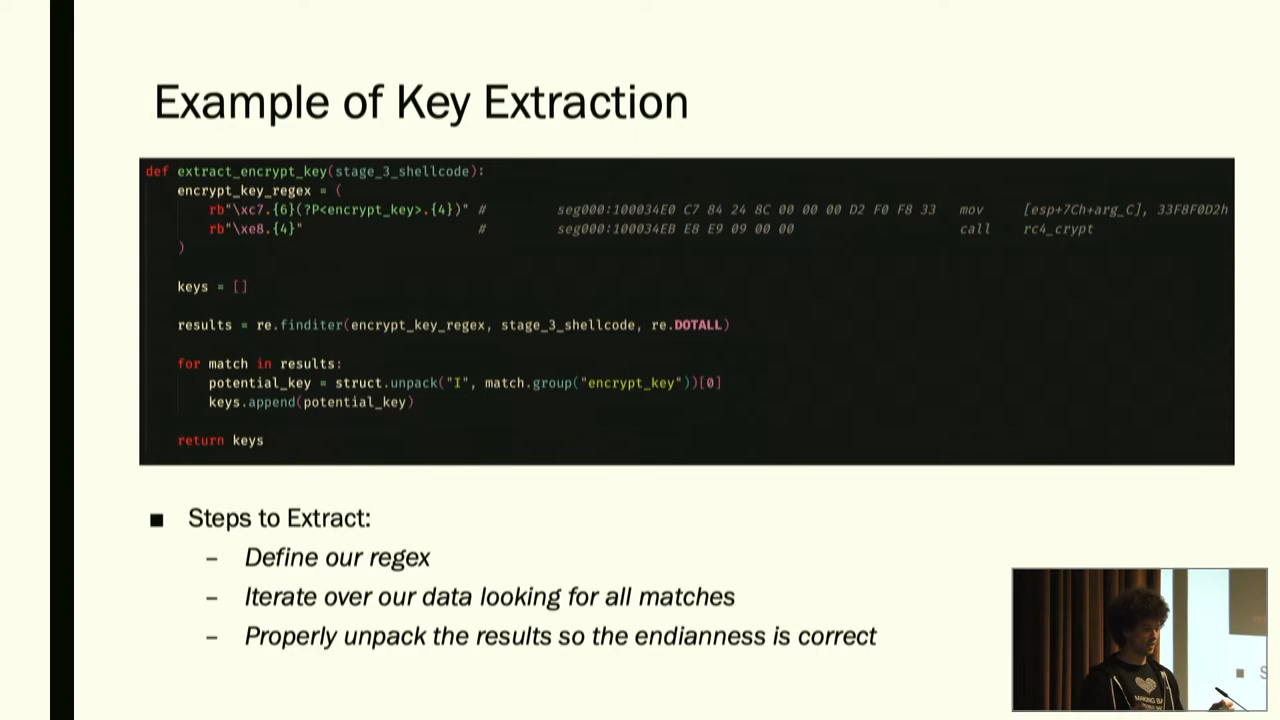 Example of Key Extraction
def extract_encrypt_key(stage_3_shellcode):
encrypt_key_regex = (
rb"\xc7.{6}(?P<encrypt_key>.{4})" # seg000:100034E0 C7 84 24 8C 00 00 00 D2 F0 F8 33 mov [esp+7Ch+arg_C], 33F8F0D2h
rb"\xe8.{4}" # seg000:100034EB E8 E9 09 00 00 call rc4_crypt
)
keys = []
results = re.finditer(encrypt_key_regex, stage_3_shellcode, re.DOTALL)
for match in results:
potential_key = struct.unpack("I", match.group("encrypt_key"))[0]
keys.append(potential_key)
return keys
■ Steps to Extract:
– Define our regex
– Iterate over our data looking for all matches
– Properly unpack the results so the endianness is correct
■ S
MAKING BA